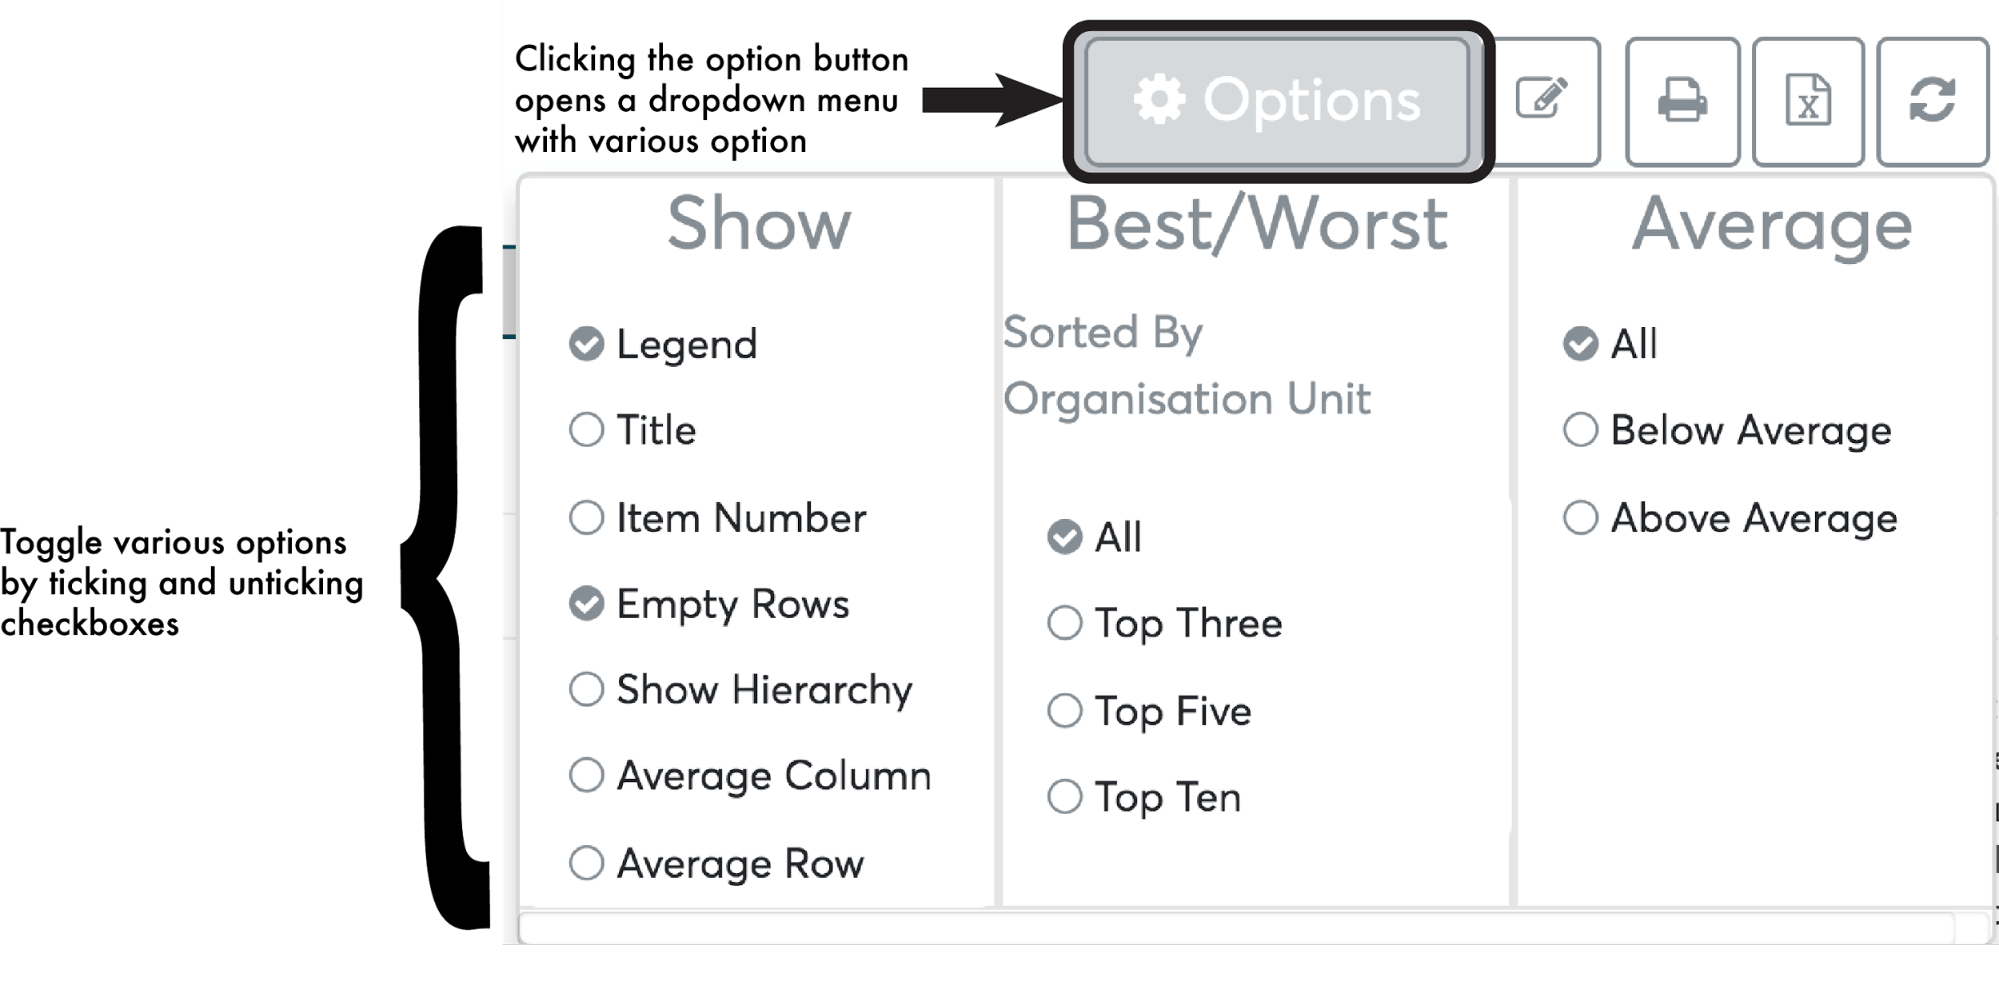 Clicking the option button
opens a dropdown menu
with various option
Options
Show
Best/Worst
Average
Legend
Title
Item Number
Empty Rows
Show Hierarchy
Average Column
Average Row
Sorted By
Organisation Unit
All
Top Three
Top Five
Top Ten
All
Below Average
Above Average
Toggle various options
by ticking and unticking
checkboxes